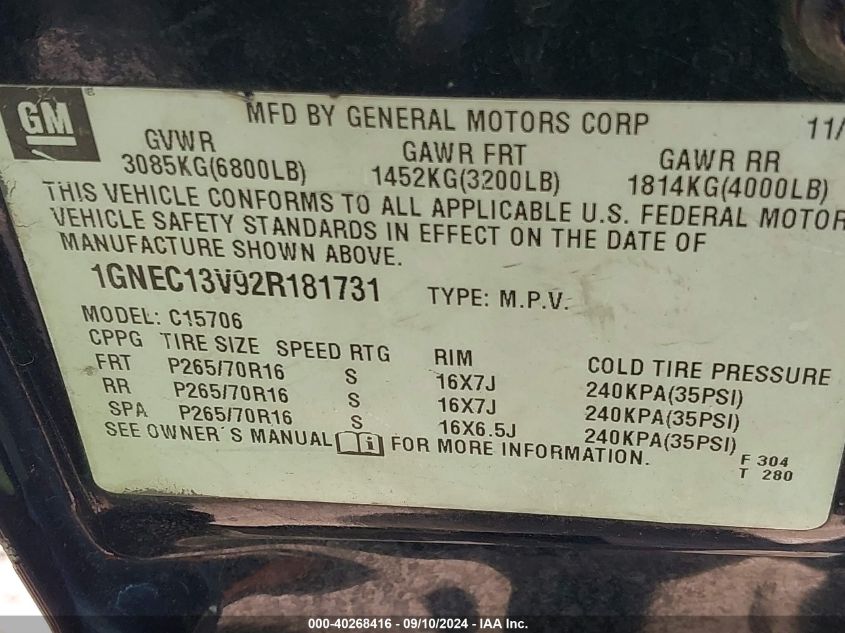 GM
®
MFD BY GENERAL MOTORS CORP 11/
GVWR GAWR FRT GAWR RR
3085KG(6800LB) 1452KG(3200LB) 1814KG(4000LB)
THIS VEHICLE CONFORMS TO ALL APPLICABLE U.S. FEDERAL MOTOR
VEHICLE SAFETY STANDARDS IN EFFECT ON THE DATE OF
MANUFACTURE SHOWN ABOVE.
1GNEC13V92R181731 TYPE: M.P.V.
MODEL: C15706
CPPG TIRE SIZE SPEED RTG RIM COLD TIRE PRESSURE
FRT P265/70R16 S 16X7J 240KPA(35PSI)
RR P265/70R16 S 16X7J 240KPA(35PSI)
SPA P265/70R16 S 16X6.5J 240KPA(35PSI)
SEE OWNER'S MANUAL i FOR MORE INFORMATION.
F 304
T 280
000-40268416 - 09/10/2024 - IAA Inc.